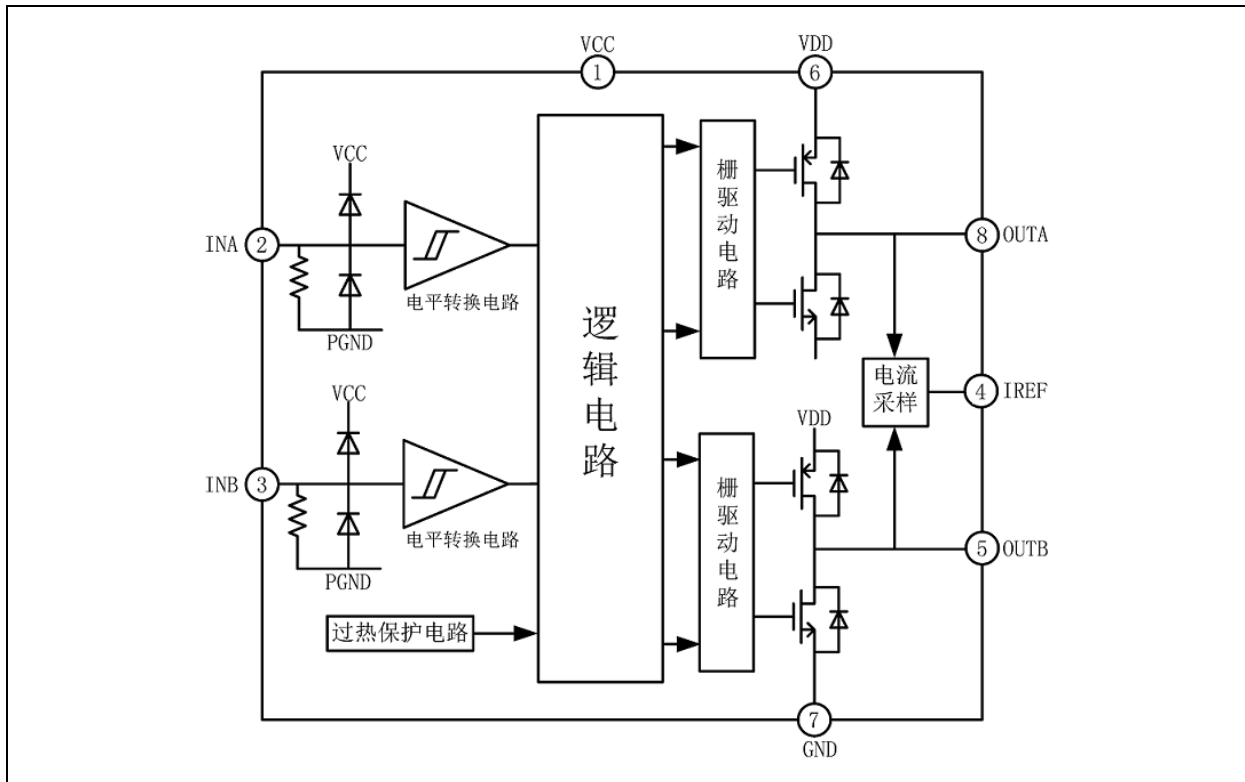 VCC
1
VDD
6
VCC
INA
2
电平转换电路
PGND
VCC
INB
3
电平转换电路
PGND
过热保护电路
逻辑电路
栅驱动电路
栅驱动电路
VDD
8
OUTA
电流
采样
4
IREF
5
OUTB
7
GND